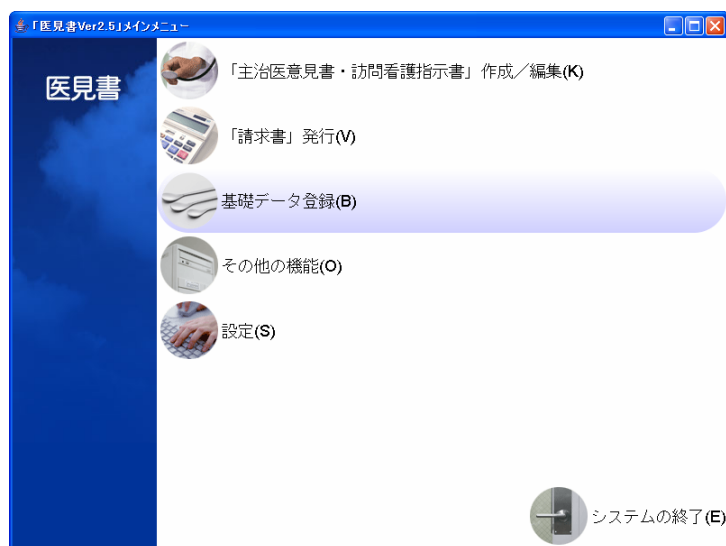 「医見書Ver2.5」メインメニュー
医見書
「主治医意見書・訪問看護指示書」作成／編集(K)
「請求書」発行(V)
基礎データ登録(B)
その他の機能(O)
設定(S)
システムの終了(E)